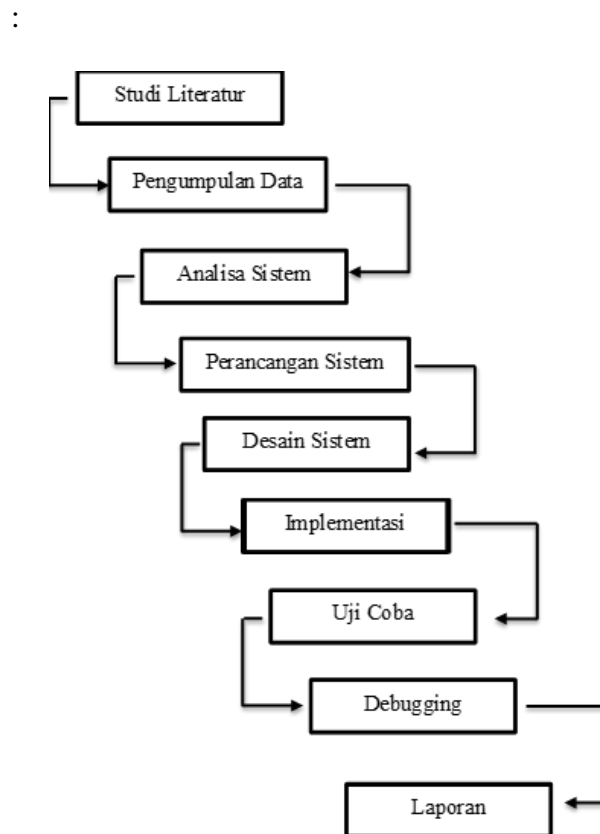 :
Studi Literatur
Pengumpulan Data
Analisa Sistem
Perancangan Sistem
Desain Sistem
Implementasi
Uji Coba
Debugging
Laporan